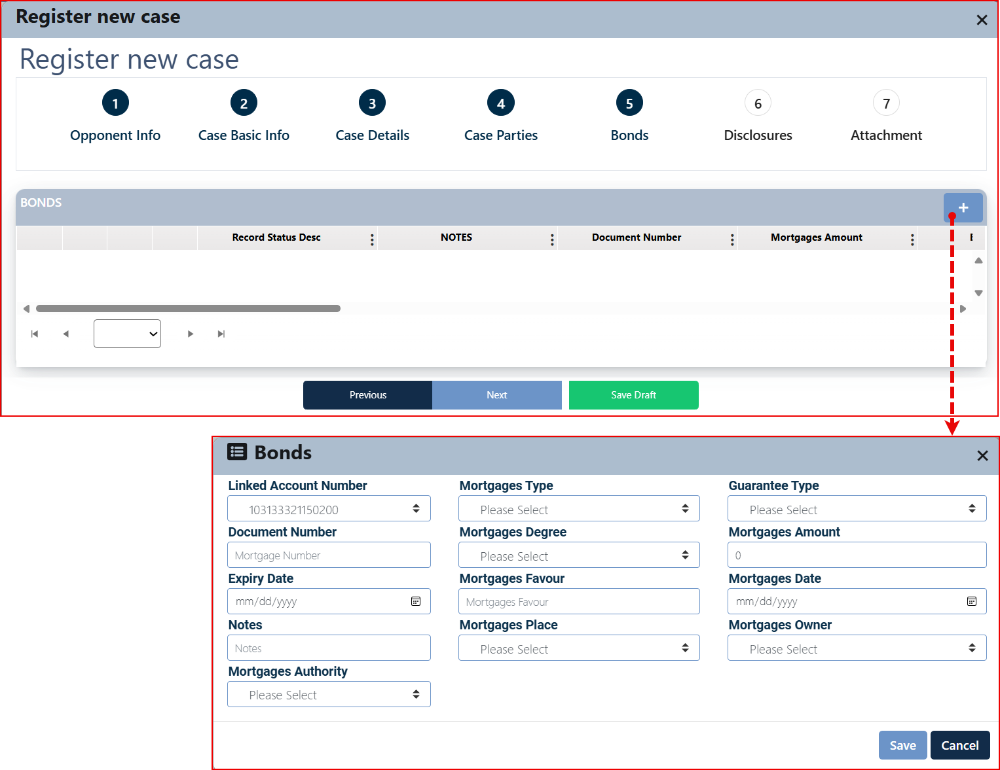 Register new case
Register new case
1 2 3 4 5 6 7
Opponent Info Case Basic Info Case Details Case Parties Bonds Disclosures Attachment
BONDS
Record Status Desc NOTES Document Number Mortgages Amount
Previous Next Save Draft
Bonds
Linked Account Number Mortgages Type Guarantee Type
103133321150200 Please Select Please Select
Document Number Mortgages Degree Mortgages Amount
Mortgage Number Please Select 0
Expiry Date Mortgages Favour Mortgages Date
mm/dd/yyyy Mortgages Favour mm/dd/yyyy
Notes Mortgages Place Mortgages Owner
Notes Please Select Please Select
Mortgages Authority
Please Select
Save Cancel